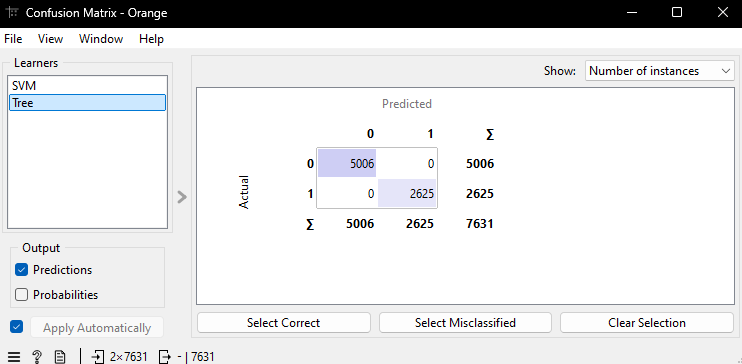 Confusion Matrix - Orange
File View Window Help
Learners
SVM
Tree
Show: Number of instances
Predicted
0 1 Σ
0 5006 0 5006
Actual
1 0 2625 2625
Σ 5006 2625 7631
Output
Predictions
Probabilities
Apply Automatically
Select Correct Select Misclassified Clear Selection
2×7631 - | 7631